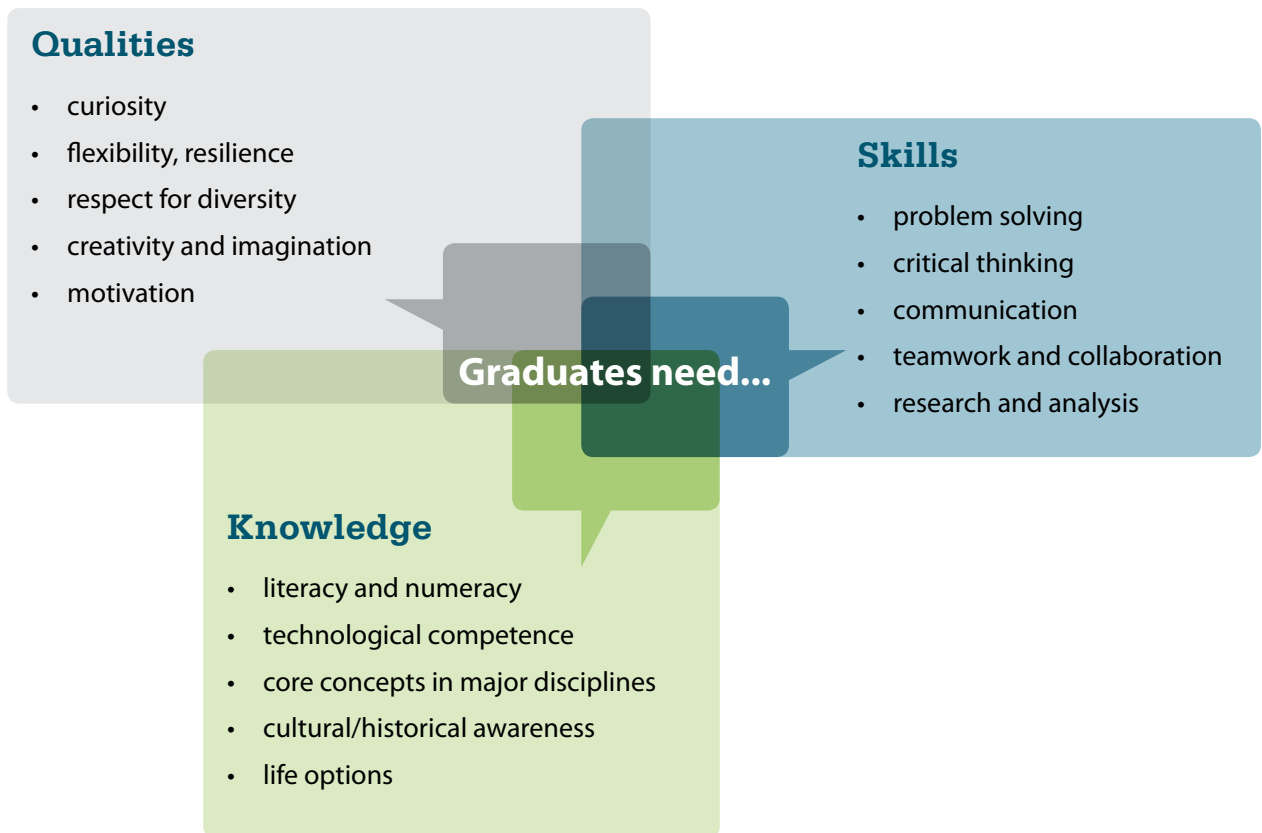 Qualities
• curiosity
• flexibility, resilience
• respect for diversity
• creativity and imagination
• motivation
Skills
• problem solving
• critical thinking
• communication
• teamwork and collaboration
• research and analysis
Graduates need...
Knowledge
• literacy and numeracy
• technological competence
• core concepts in major disciplines
• cultural/historical awareness
• life options